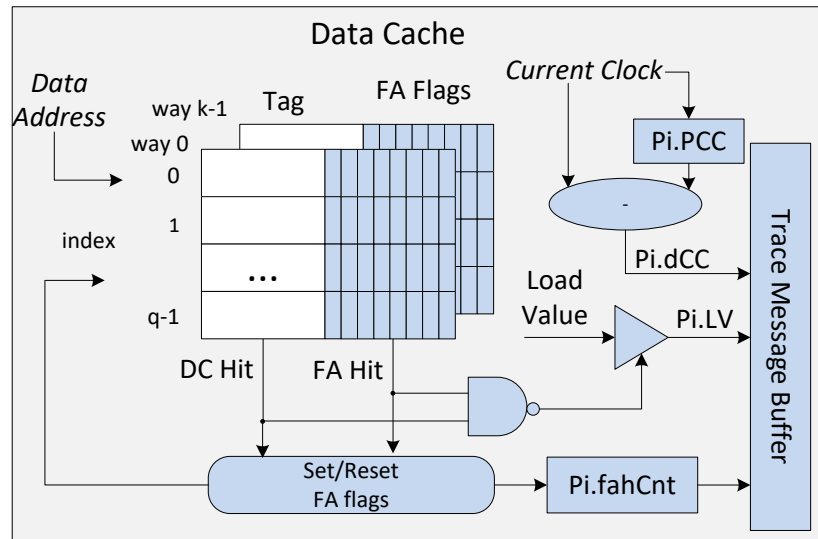 Data Cache
Data
Address
Current Clock
way k-1
Tag
FA Flags
way 0
0
1
...
q-1
index
Pi.PCC
-
Pi.dCC
Load
Value
Pi.LV
DC Hit
FA Hit
Set/Reset
FA flags
Pi.fahCnt
Trace Message Buffer